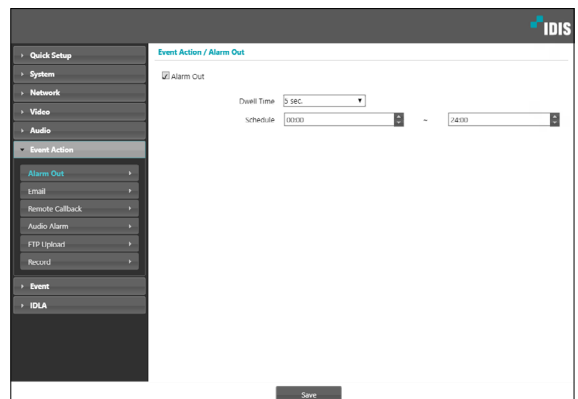 IDIS
Quick Setup
System
Network
Video
Audio
Event Action
Alarm Out
Email
Remote Callback
Audio Alarm
FTP Upload
Record
Event
IDLA
Event Action / Alarm Out
Alarm Out
Dwell Time 5 sec.
Schedule 00:00 ~ 24:00
Save